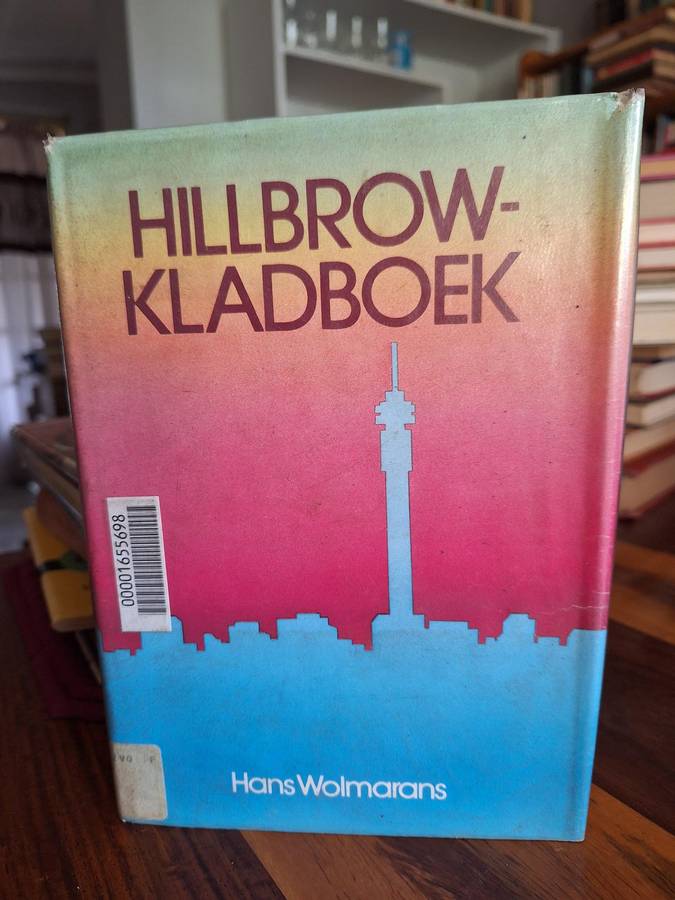 HILLBROW-
KLADBOEK
00001655698
Hans Wolmarans